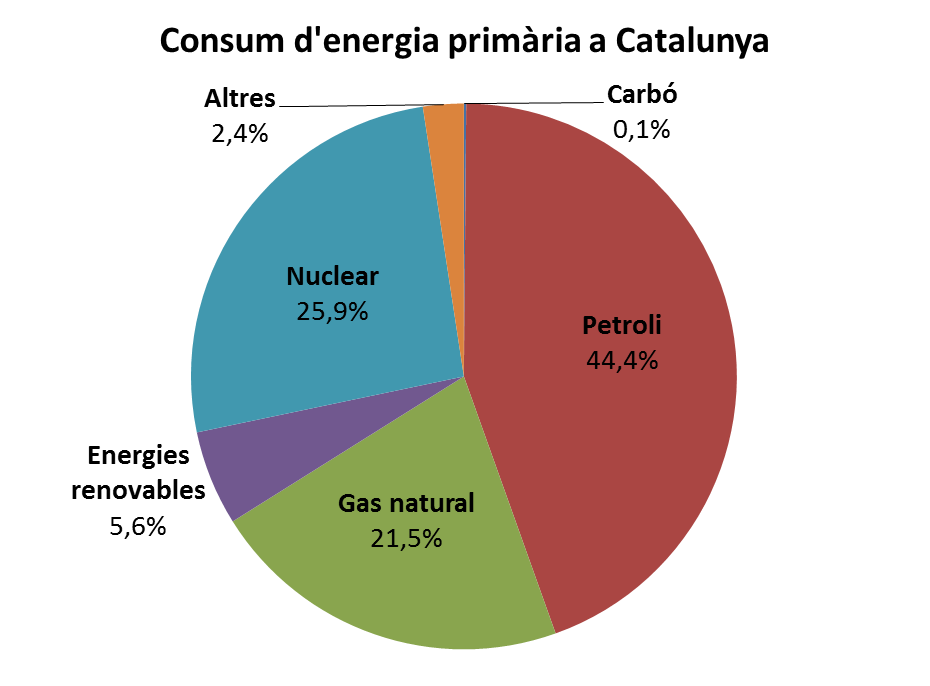 Consum d'energia primària a Catalunya
Altres
2,4%
Carbó
0,1%
Nuclear
25,9%
Petroli
44,4%
Energies
renovables
5,6%
Gas natural
21,5%